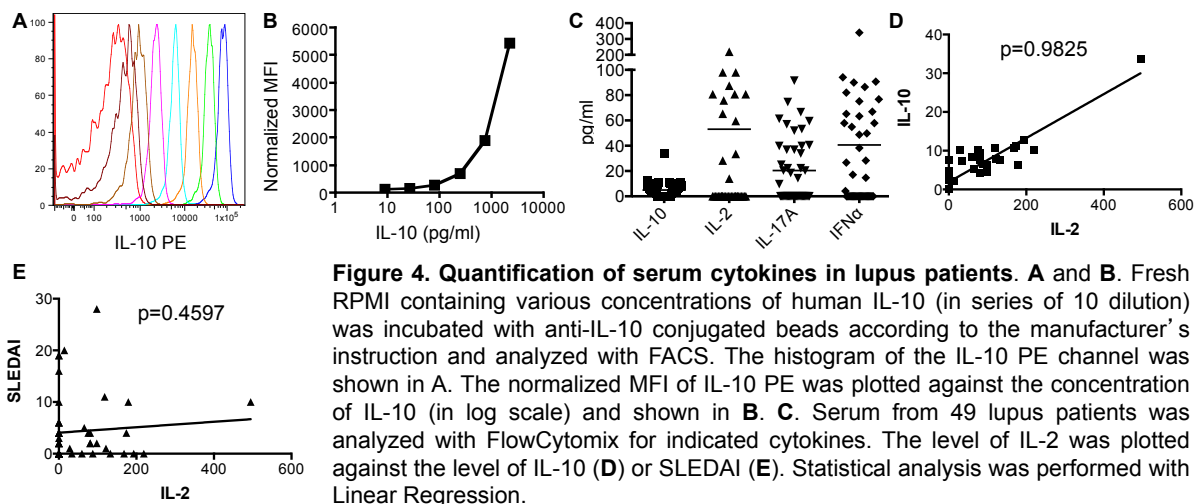 A
100
80
60
40
20
0
0 100 1000 10000 1x10⁵
IL-10 PE
B
Normalized MFI
6000
5000
4000
3000
2000
1000
0
1 10 100 1000 10000
IL-10 (pg/ml)
C
pg/ml
400
300
200
100
100
80
60
40
20
0
IL-10 IL-2 IL-17A IFNα
D
p=0.9825
IL-10
40
30
20
10
0
0 200 400 600
IL-2
E
p=0.4597
SLEDAI
30
20
10
0
0 200 400 600
IL-2
Figure 4. Quantification of serum cytokines in lupus patients. A and B. Fresh
RPMI containing various concentrations of human IL-10 (in series of 10 dilution)
was incubated with anti-IL-10 conjugated beads according to the manufacturer's
instruction and analyzed with FACS. The histogram of the IL-10 PE channel was
shown in A. The normalized MFI of IL-10 PE was plotted against the concentration
of IL-10 (in log scale) and shown in B. C. Serum from 49 lupus patients was
analyzed with FlowCytomix for indicated cytokines. The level of IL-2 was plotted
against the level of IL-10 (D) or SLEDAI (E). Statistical analysis was performed with
Linear Regression.